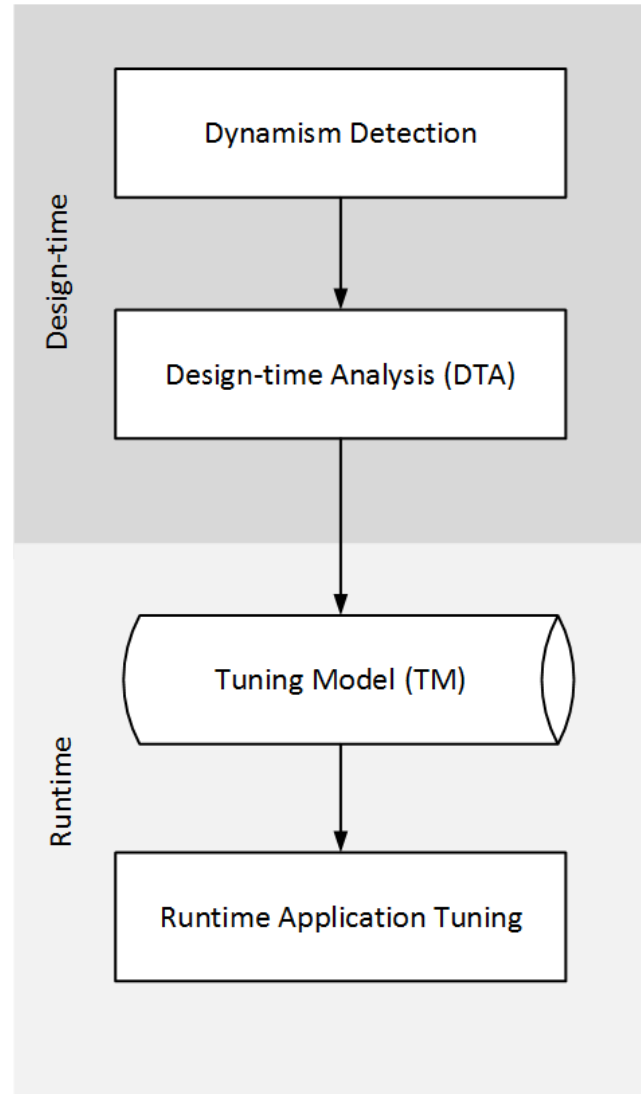 Design-time
Dynamism Detection
Design-time Analysis (DTA)
Runtime
Tuning Model (TM)
Runtime Application Tuning